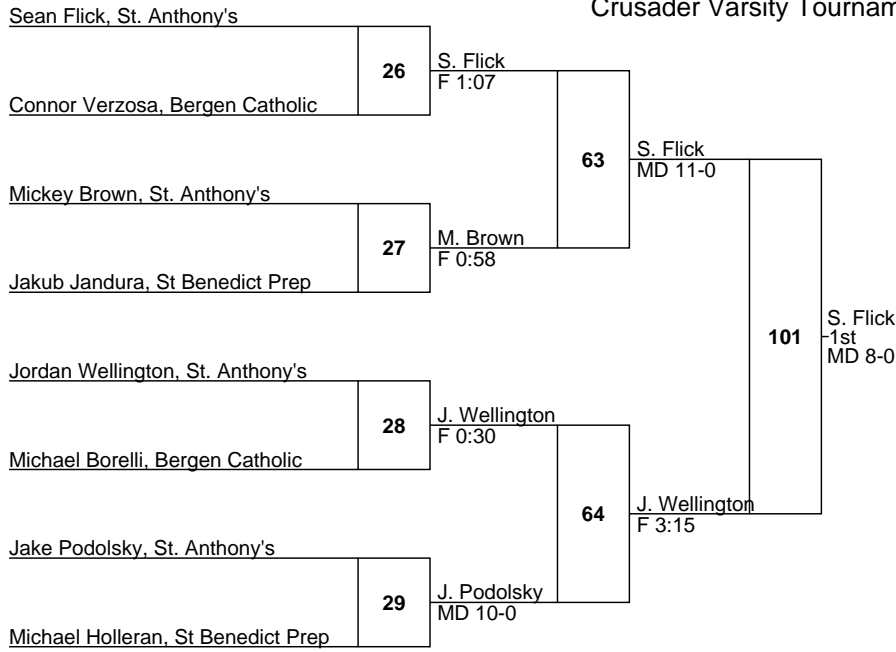 Crusader Varsity Tournam
Sean Flick, St. Anthony's
26
S. Flick
F 1:07
Connor Verzosa, Bergen Catholic
63
S. Flick
MD 11-0
Mickey Brown, St. Anthony's
27
M. Brown
F 0:58
Jakub Jandura, St Benedict Prep
101
S. Flick
1st
MD 8-0
Jordan Wellington, St. Anthony's
28
J. Wellington
F 0:30
Michael Borelli, Bergen Catholic
64
J. Wellington
F 3:15
Jake Podolsky, St. Anthony's
29
J. Podolsky
MD 10-0
Michael Holleran, St Benedict Prep